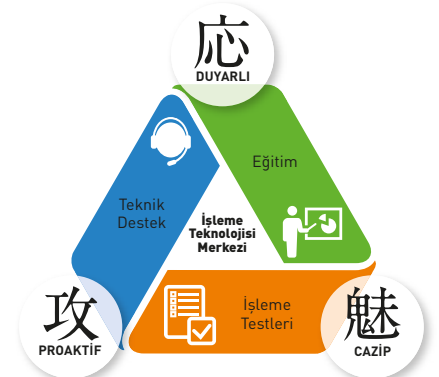 応
DUYARLI
Eğitim
Teknik
Destek
İşleme
Teknolojisi
Merkezi
İşleme
Testleri
攻
PROAKTİF
魅
CAZİP